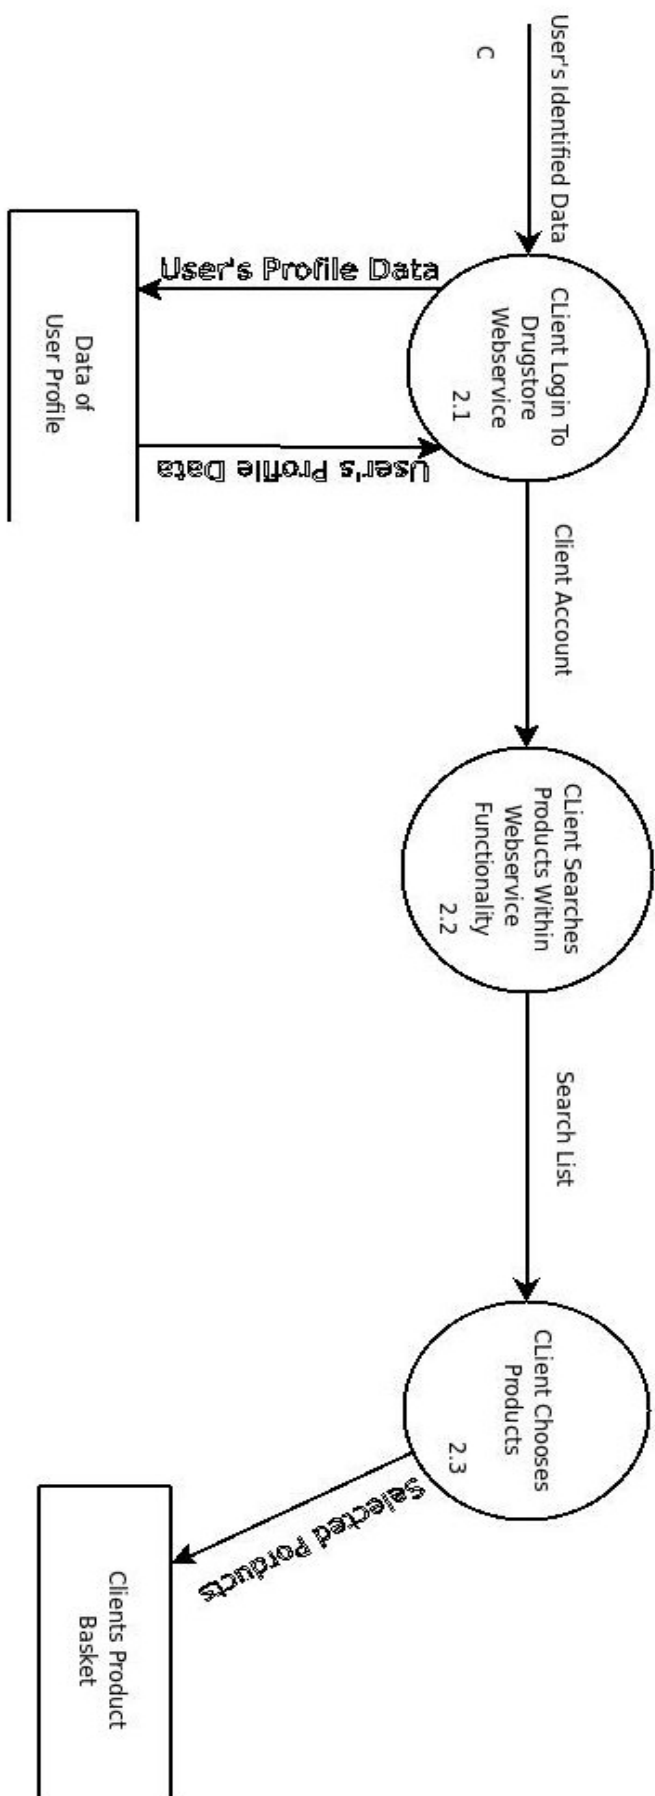 User's Identified Data
C
CLient Login To
Drugstore
Webservice
2.1
User's Profile Data
User's Profile Data
Data of
User Profile
Client Account
CLient Searches
Products Within
Webservice
Functionality
2.2
Search List
CLient Chooses
Products
2.3
Selected Porducts
Clients Product
Basket